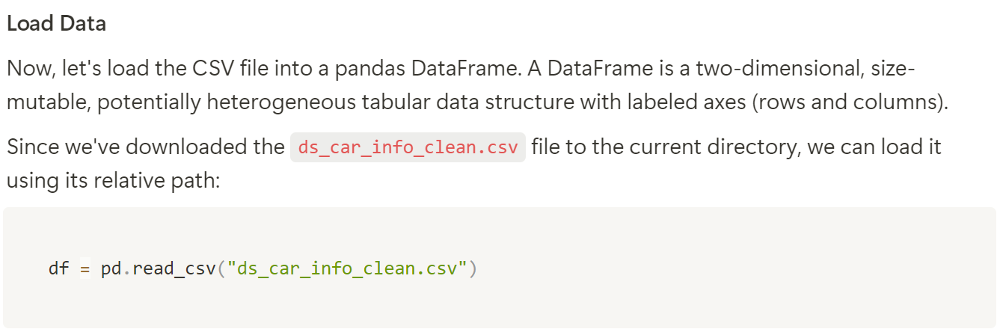 Load Data
Now, let's load the CSV file into a pandas DataFrame. A DataFrame is a two-dimensional, size-
mutable, potentially heterogeneous tabular data structure with labeled axes (rows and columns).
Since we've downloaded the ds_car_info_clean.csv file to the current directory, we can load it
using its relative path:
df = pd.read_csv("ds_car_info_clean.csv")